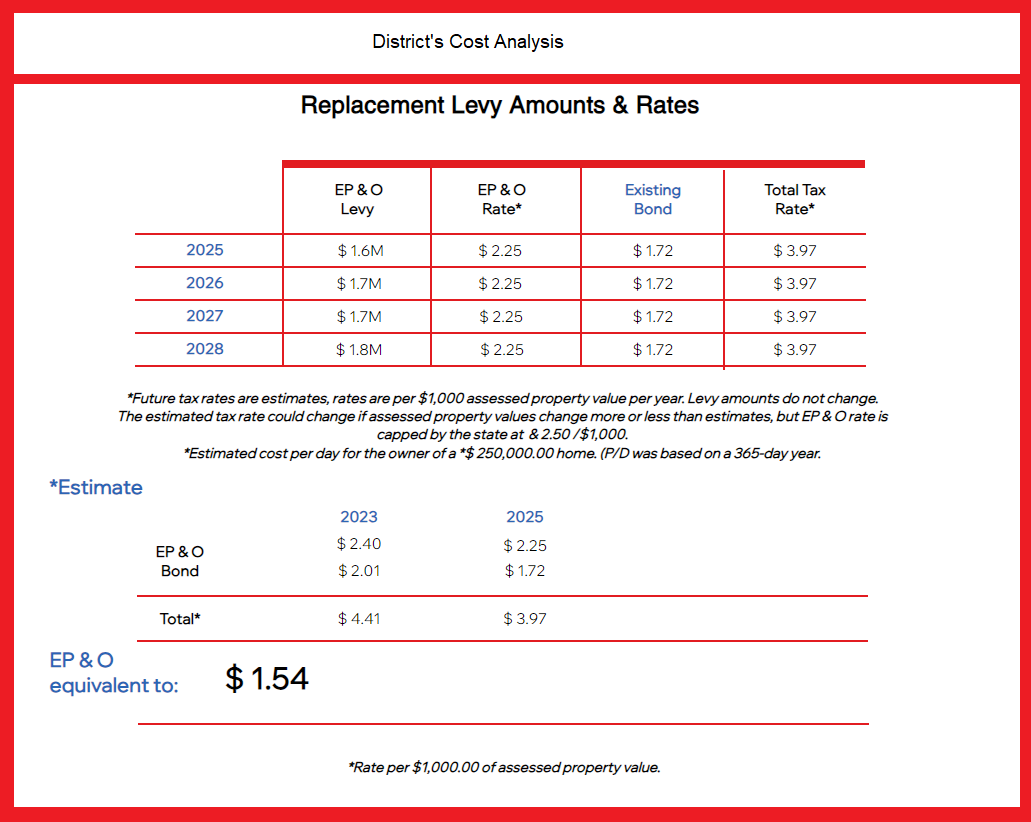 District's Cost Analysis
Replacement Levy Amounts & Rates
EP & O Levy EP & O Rate* Existing Bond Total Tax Rate*
2025 $ 1.6M $ 2.25 $ 1.72 $ 3.97
2026 $ 1.7M $ 2.25 $ 1.72 $ 3.97
2027 $ 1.7M $ 2.25 $ 1.72 $ 3.97
2028 $ 1.8M $ 2.25 $ 1.72 $ 3.97
*Future tax rates are estimates, rates are per $1,000 assessed property value per year. Levy amounts do not change.
The estimated tax rate could change if assessed property values change more or less than estimates, but EP & O rate is
capped by the state at & 2.50 /$1,000.
*Estimated cost per day for the owner of a *$ 250,000.00 home. (P/D was based on a 365-day year.
*Estimate
2023 2025
EP & O $ 2.40 $ 2.25
Bond $ 2.01 $ 1.72
Total* $ 4.41 $ 3.97
EP & O
equivalent to: $ 1.54
*Rate per $1,000.00 of assessed property value.